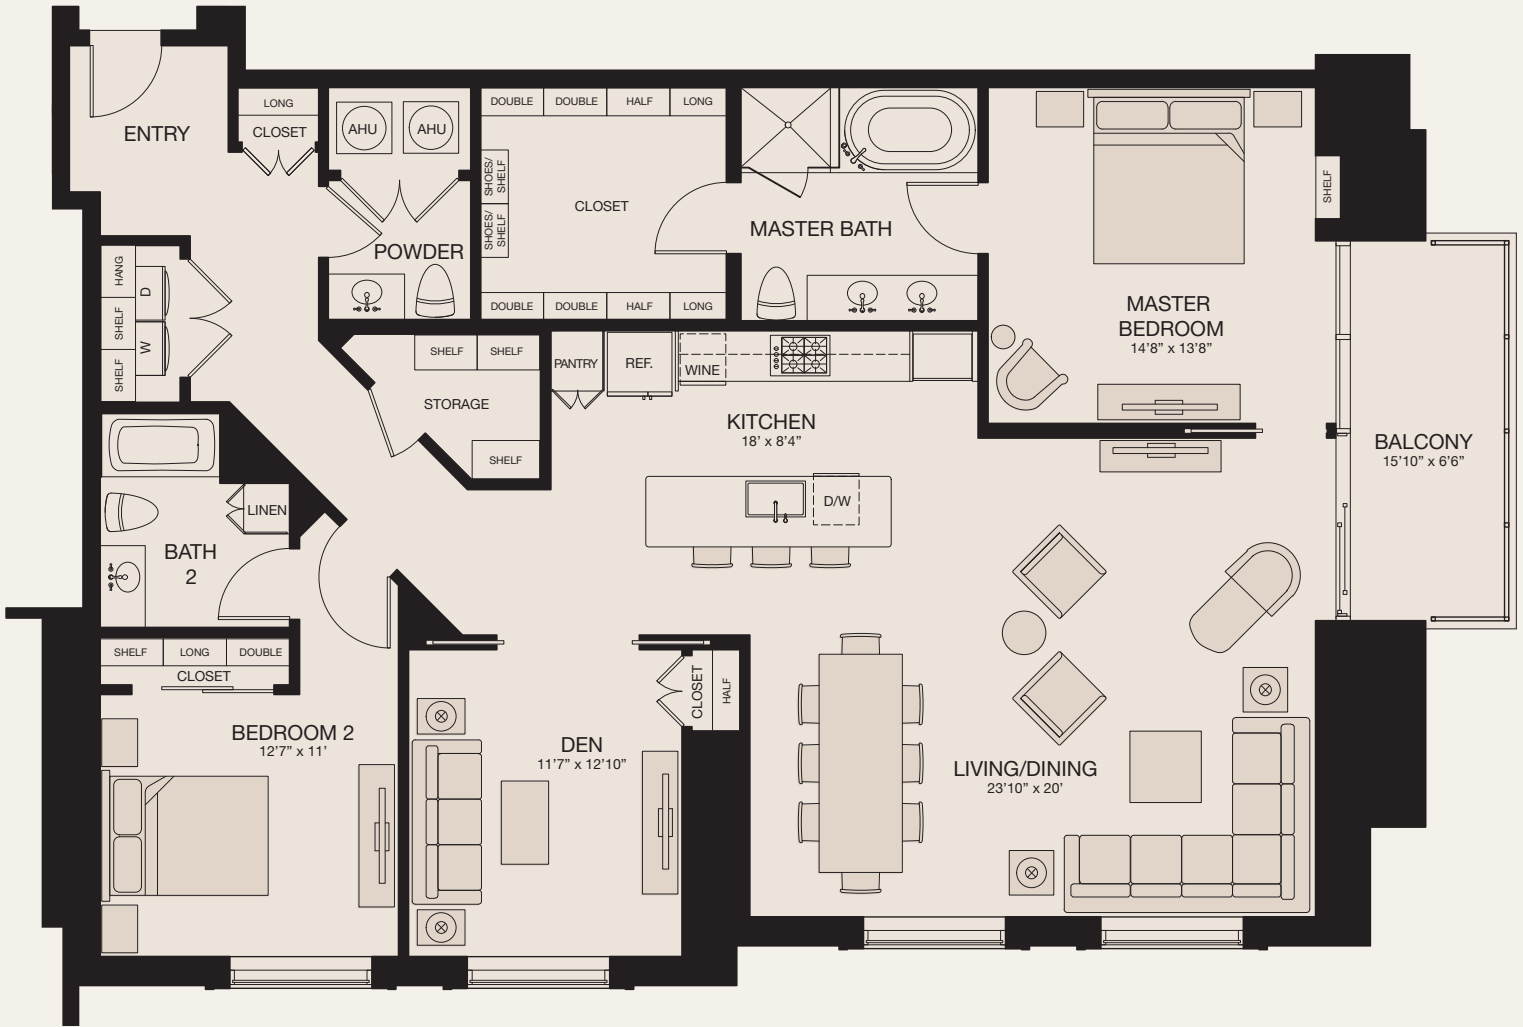 ENTRY
LONG
CLOSET
AHU
AHU
POWDER
DOUBLE
DOUBLE
HALF
LONG
SHOES/
SHELF
SHOES/
SHELF
CLOSET
DOUBLE
DOUBLE
HALF
LONG
MASTER BATH
MASTER
BEDROOM
14'8" x 13'8"
SHELF
HANG
SHELF
SHELF
D
W
SHELF
SHELF
STORAGE
SHELF
PANTRY
REF.
WINE
KITCHEN
18' x 8'4"
D/W
BALCONY
15'10" x 6'6"
LINEN
BATH
2
SHELF
LONG
DOUBLE
CLOSET
BEDROOM 2
12'7" x 11'
DEN
11'7" x 12'10"
CLOSET
HALF
LIVING/DINING
23'10" x 20'